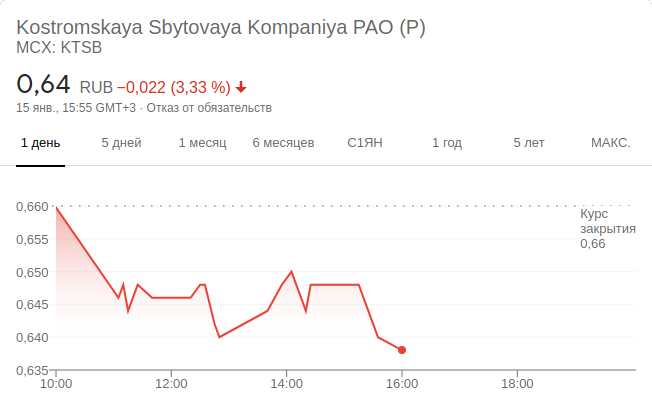 Kostromskaya Sbytovaya Kompaniya PAO (P)
MCX: KTSB
0,64 RUB −0,022 (3,33 %)
15 янв., 15:55 GMT+3 · Отказ от обязательств
1 день 5 дней 1 месяц 6 месяцев С1ЯН 1 год 5 лет МАКС.
0,660
0,655
0,650
0,645
0,640
0,635
Курс
закрытия
0,66
10:00 12:00 14:00 16:00 18:00